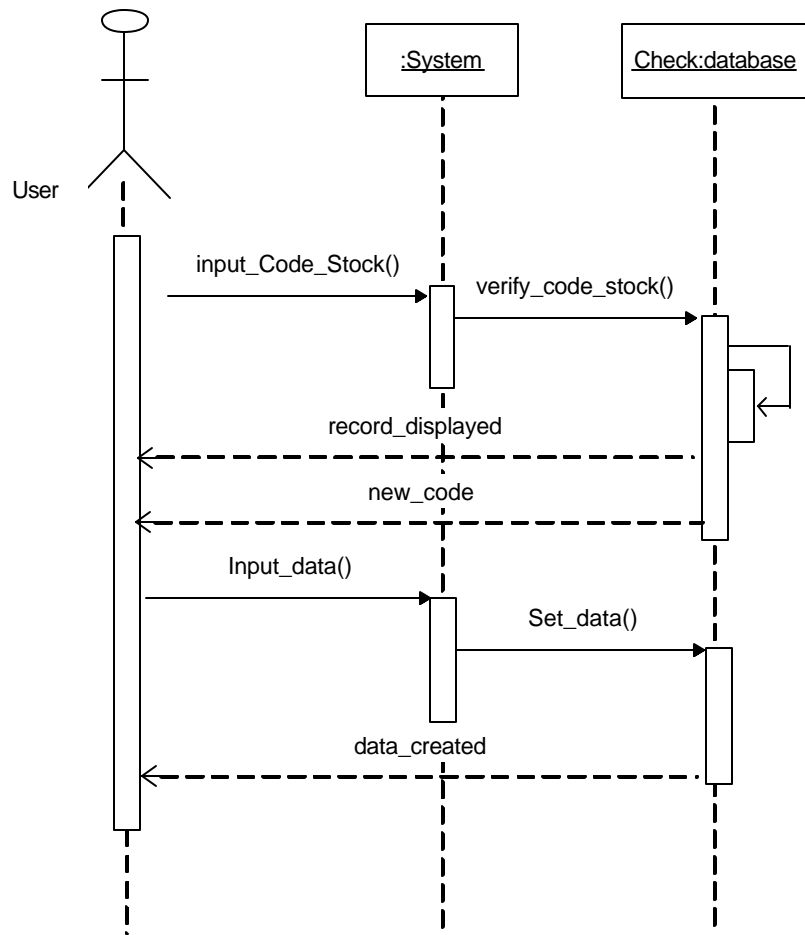 :System
Check:database
User
input_Code_Stock()
verify_code_stock()
record_displayed
new_code
Input_data()
Set_data()
data_created